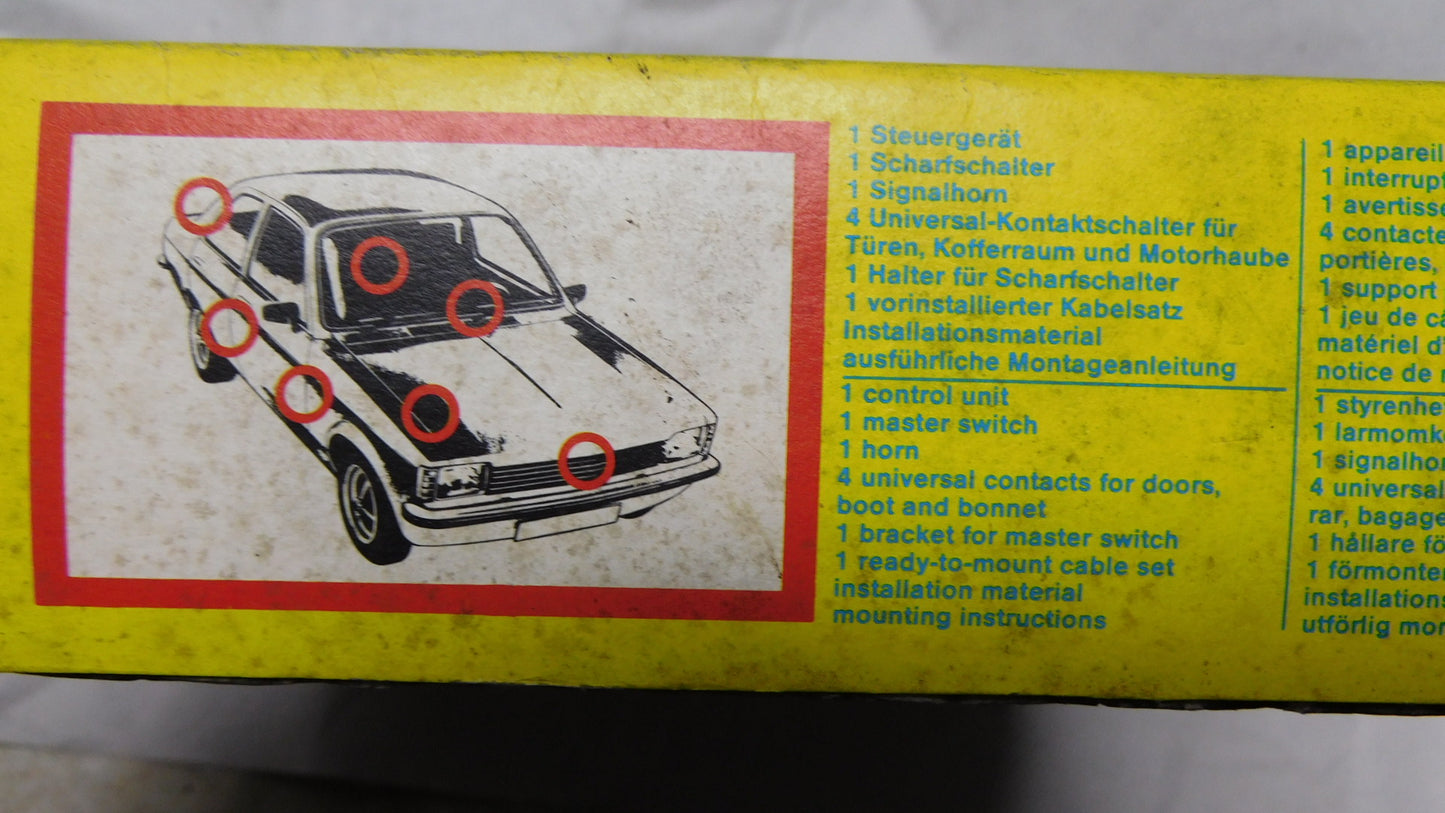 1 Steuergerät
1 Scharfschalter
1 Signalhorn
4 Universal-Kontaktschalter für
Türen, Kofferraum und Motorhaube
1 Halter für Scharfschalter
1 vorinstallierter Kabelsatz
Installationsmaterial
ausführliche Montageanleitung
1 control unit
1 master switch
1 horn
4 universal contacts for doors,
boot and bonnet
1 bracket for master switch
1 ready-to-mount cable set
installation material
mounting instructions
1 appareil
1 interrupt
1 avertisse
4 contacte
portières,
1 support
1 jeu de câ
matériel d'
notice de
1 styrenhe
1 larmomk
1 signalhor
4 universal
rar, bagage
1 hållare fö
1 förmonter
installations
utförlig mon